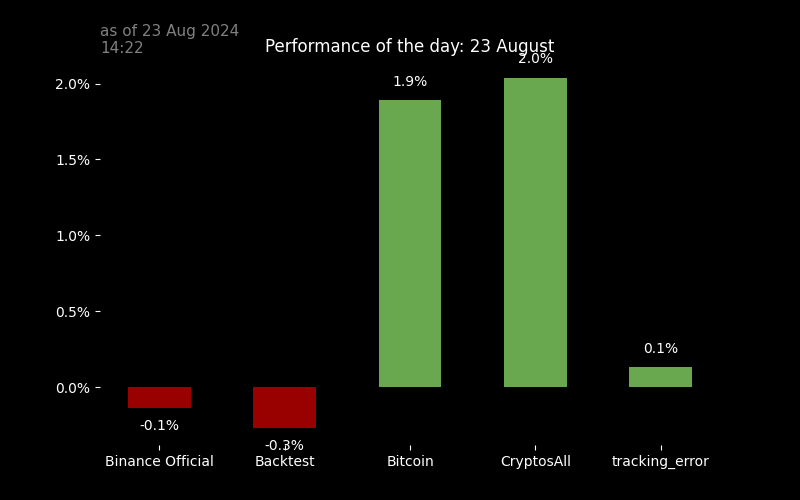 as of 23 Aug 2024
14:22
Performance of the day: 23 August
2.0%
1.5%
1.0%
0.5%
0.0%
-0.1%
-0.3%
1.9%
2.0%
0.1%
Binance Official
Backtest
Bitcoin
CryptosAll
tracking_error